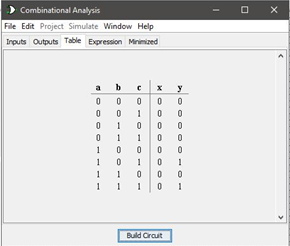 Combinational Analysis
File Edit Project Simulate Window Help
Inputs Outputs Table Expression Minimized
a b c x y
0 0 0 0 0
0 0 1 0 0
0 1 0 0 0
0 1 1 0 0
1 0 0 0 0
1 0 1 0 1
1 1 0 0 0
1 1 1 0 1
Build Circuit